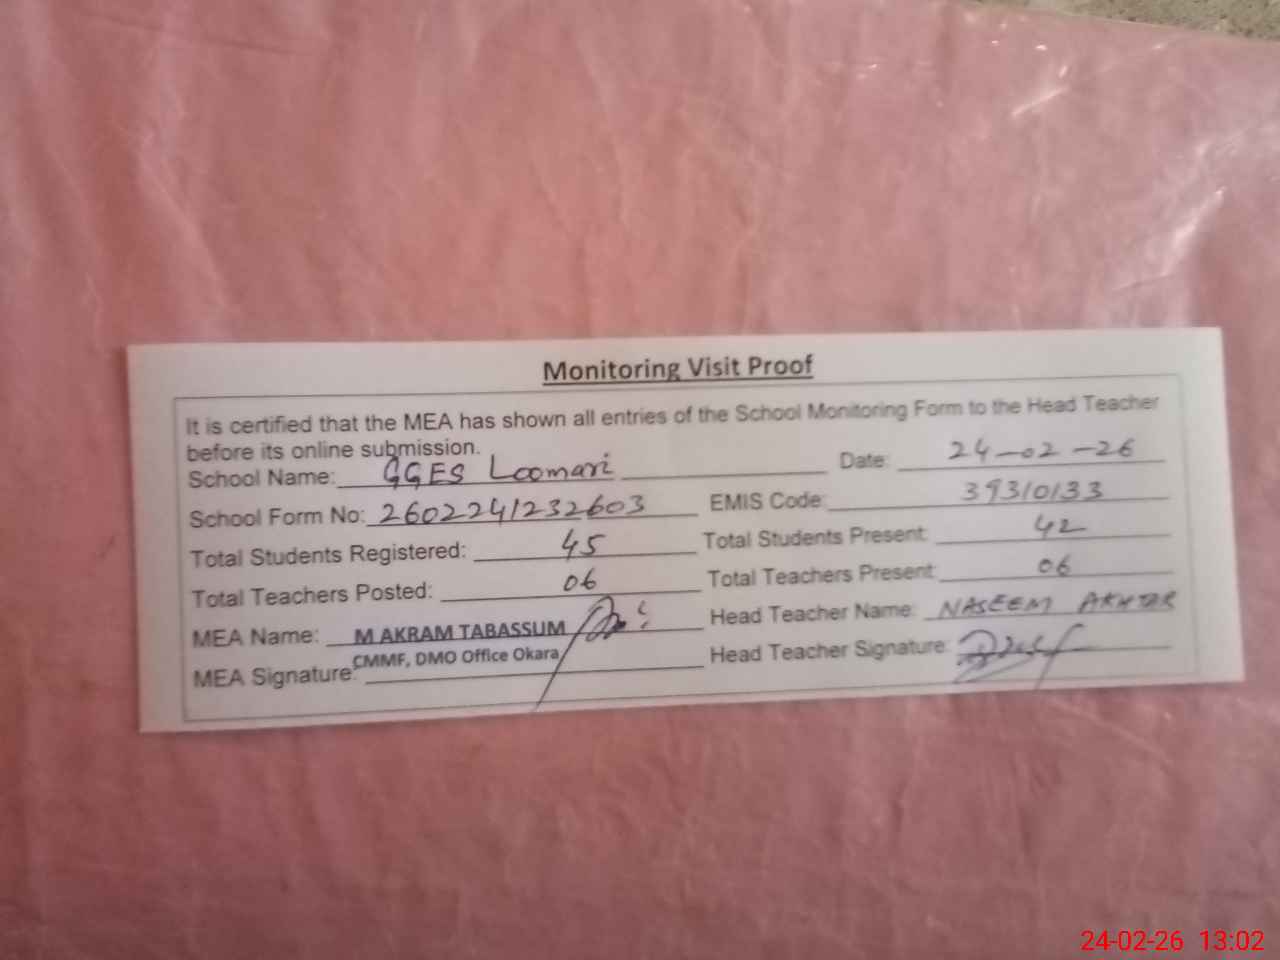 Monitoring Visit Proof
It is certified that the MEA has shown all entries of the School Monitoring Form to the Head Teacher
before its online submission.
School Name: GGES Loomari Date: 24-02-26
School Form No: 2602241232603 EMIS Code: 39310133
Total Students Registered: 45 Total Students Present: 42
Total Teachers Posted: 06 Total Teachers Present: 06
MEA Name: M AKRAM TABASSUM Head Teacher Name: NASEEM AKHTAR
CMMF, DMO Office Okara
MEA Signature: Head Teacher Signature:
24-02-26 13:02